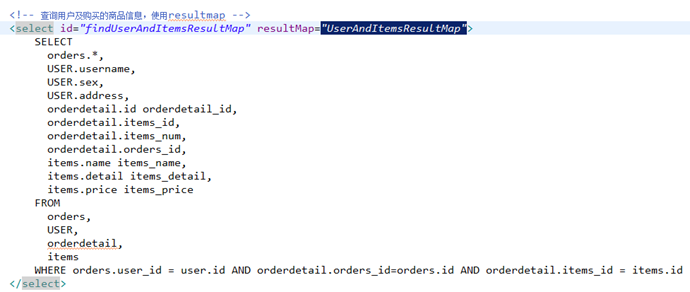 <!-- 查询用户及购买的商品信息，使用resultmap -->
<select id="findUserAndItemsResultMap" resultMap="UserAndItemsResultMap">
SELECT
orders.*,
USER.username,
USER.sex,
USER.address,
orderdetail.id orderdetail_id,
orderdetail.items_id,
orderdetail.items_num,
orderdetail.orders_id,
items.name items_name,
items.detail items_detail,
items.price items_price
FROM
orders,
USER,
orderdetail,
items
WHERE orders.user_id = user.id AND orderdetail.orders_id=orders.id AND orderdetail.items_id = items.id
</select>